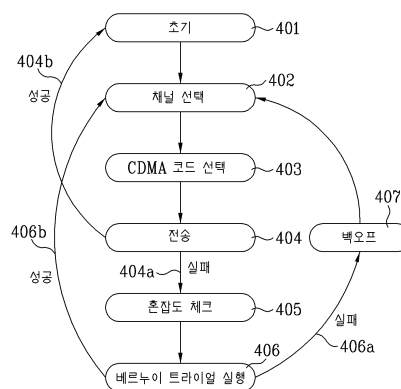 초기
401
404b
성공
채널 선택
402
CDMA 코드 선택
403
406b
성공
전송
404
백오프
407
404a
실패
혼잡도 체크
405
실패
406a
베르누이 트라이얼 실행
406